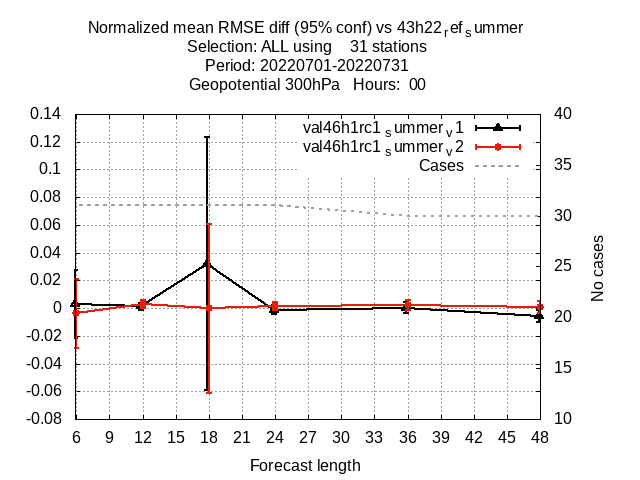 Normalized mean RMSE diff (95% conf) vs 43h22refsummer
Selection: ALL using 31 stations
Period: 20220701-20220731
Geopotential 300hPa Hours: 00
val46h1rc1summerv1
val46h1rc1summerv2
Cases
0.14
0.12
0.1
0.08
0.06
0.04
0.02
0
-0.02
-0.04
-0.06
-0.08
40
35
30
25
20
15
10
No cases
6 9 12 15 18 21 24 27 30 33 36 39 42 45 48
Forecast length